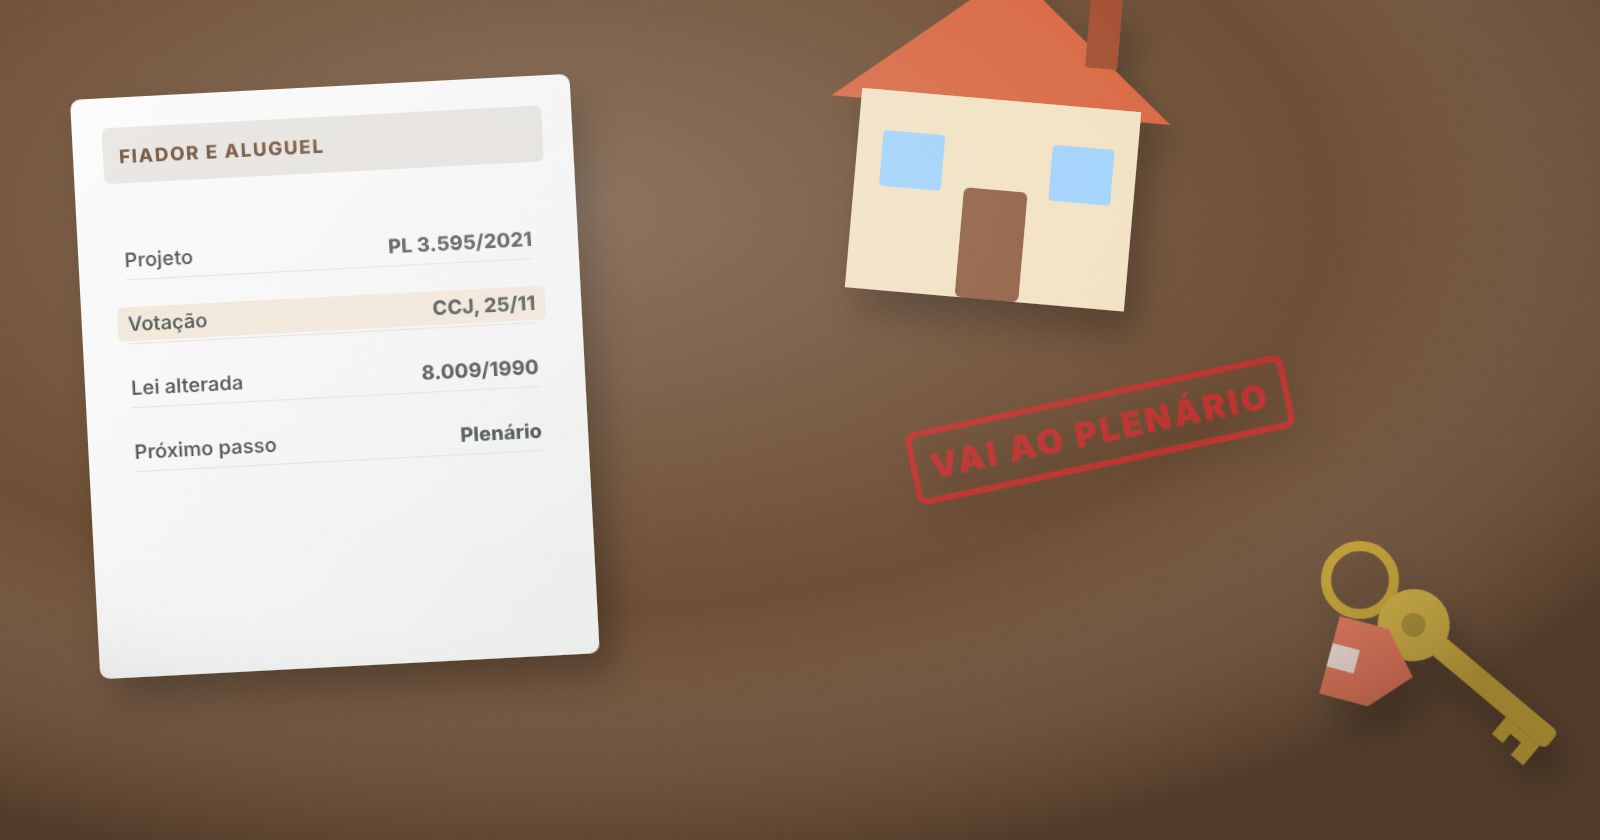 FIADOR E ALUGUEL
Projeto PL 3.595/2021
Votação CCJ, 25/11
Lei alterada 8.009/1990
Próximo passo Plenário
VAI AO PLENÁRIO